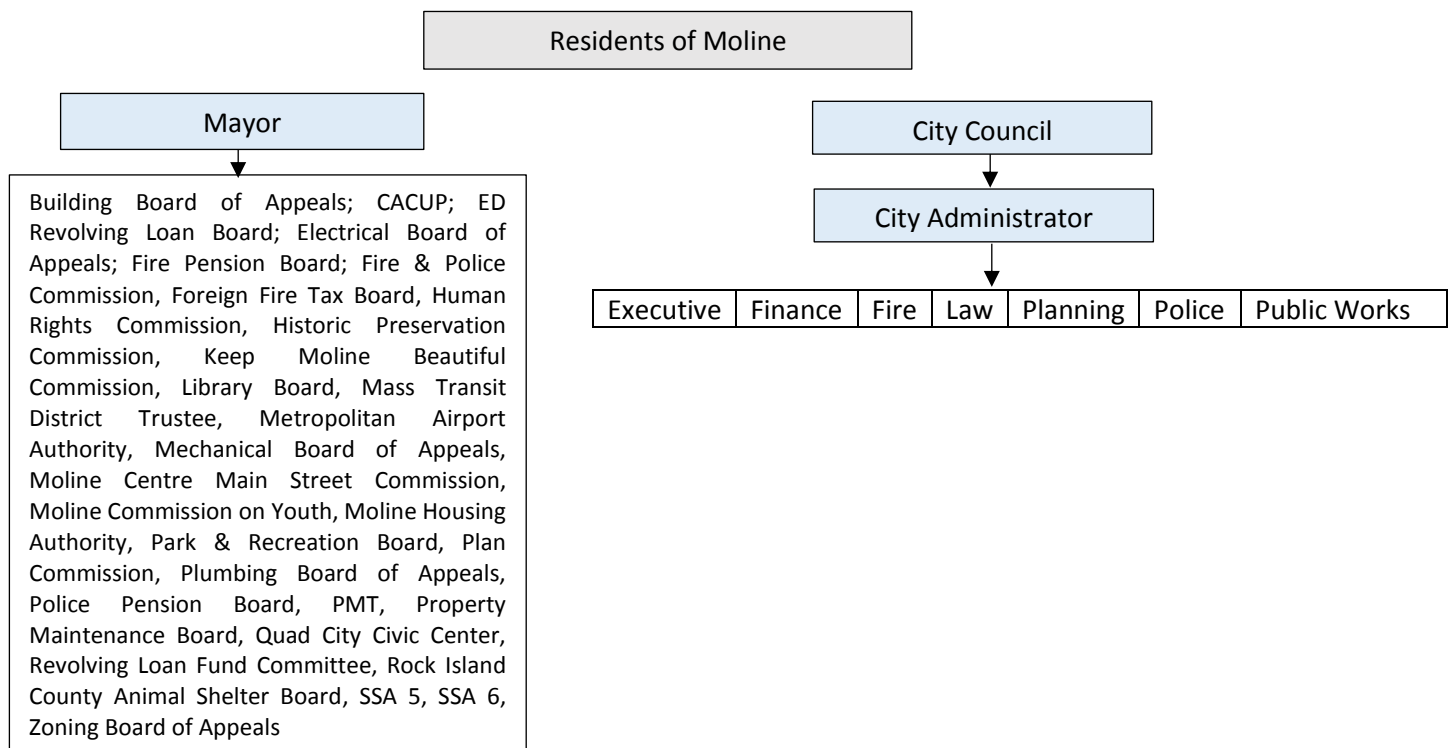 Residents of Moline
Mayor
Building Board of Appeals; CACUP; ED
Revolving Loan Board; Electrical Board of
Appeals; Fire Pension Board; Fire & Police
Commission, Foreign Fire Tax Board, Human
Rights Commission, Historic Preservation
Commission, Keep Moline Beautiful
Commission, Library Board, Mass Transit
District Trustee, Metropolitan Airport
Authority, Mechanical Board of Appeals,
Moline Centre Main Street Commission,
Moline Commission on Youth, Moline Housing
Authority, Park & Recreation Board, Plan
Commission, Plumbing Board of Appeals,
Police Pension Board, PMT, Property
Maintenance Board, Quad City Civic Center,
Revolving Loan Fund Committee, Rock Island
County Animal Shelter Board, SSA 5, SSA 6,
Zoning Board of Appeals
City Council
City Administrator
Executive Finance Fire Law Planning Police Public Works